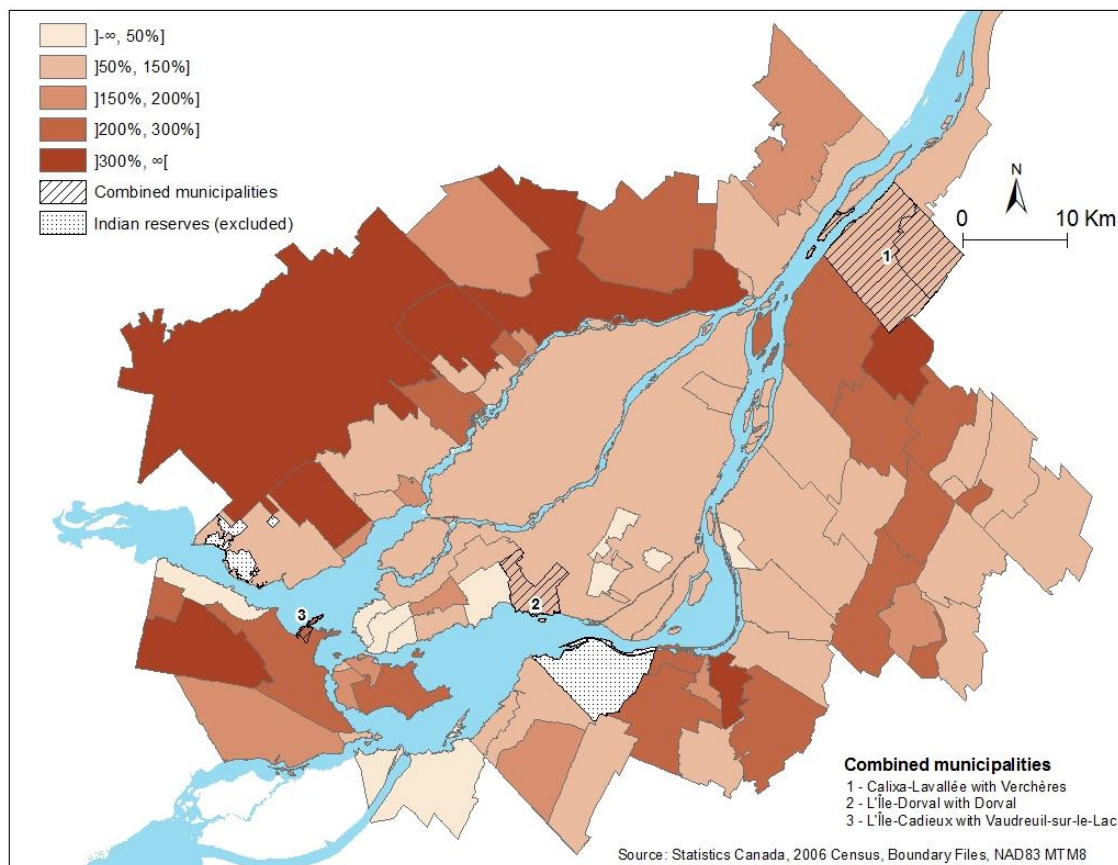 ]-∞, 50%]
]50%, 150%]
]150%, 200%]
]200%, 300%]
]300%, ∞[
Combined municipalities
Indian reserves (excluded)
N
0 10 Km
1
2
3
Combined municipalities
1 - Calixa-Lavallée with Verchères
2 - L'Île-Dorval with Dorval
3 - L'Île-Cadieux with Vaudreuil-sur-le-Lac
Source: Statistics Canada, 2006 Census, Boundary Files, NAD83 MTM8